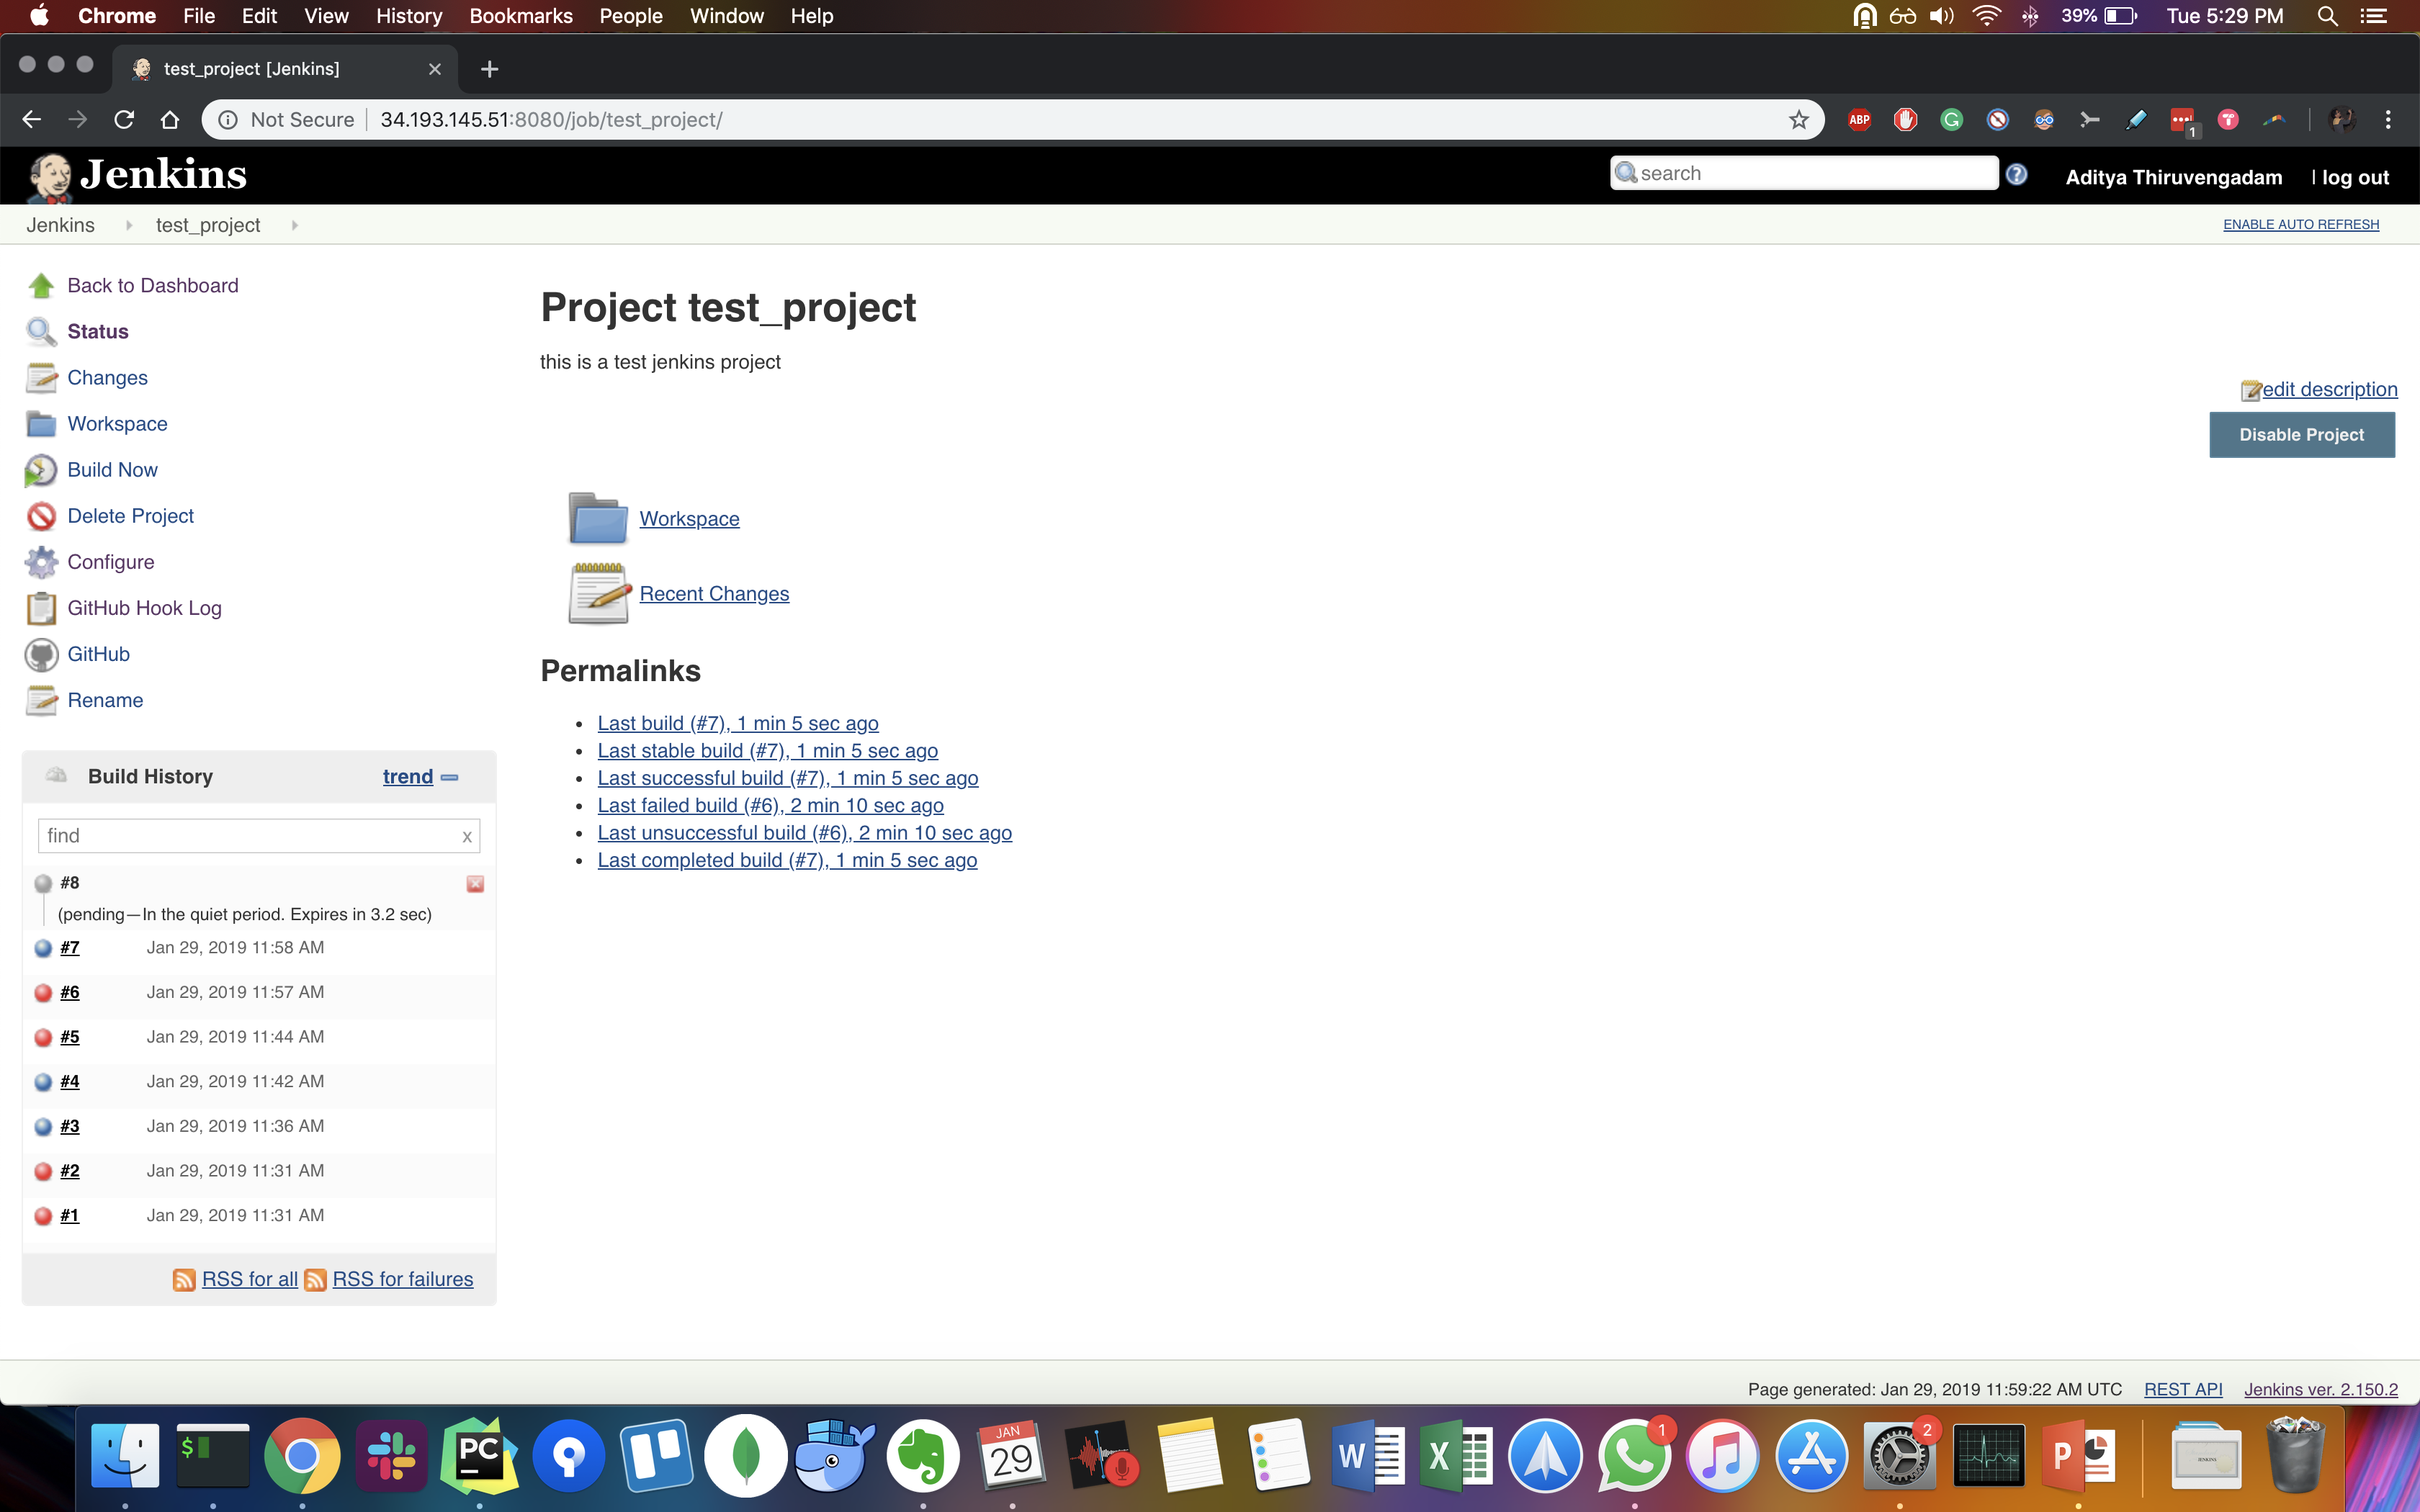 Chrome File Edit View History Bookmarks People Window Help
39% Tue 5:29 PM
test_project [Jenkins]
Not Secure 34.193.145.51:8080/job/test_project/
ABP
1
Jenkins
search
Aditya Thiruvengadam | log out
Jenkins test_project
ENABLE AUTO REFRESH
Back to Dashboard
Status
Changes
Workspace
Build Now
Delete Project
Configure
GitHub Hook Log
GitHub
Rename
Project test_project
this is a test jenkins project
edit description
Disable Project
Workspace
Recent Changes
Permalinks
Last build (#7), 1 min 5 sec ago
Last stable build (#7), 1 min 5 sec ago
Last successful build (#7), 1 min 5 sec ago
Last failed build (#6), 2 min 10 sec ago
Last unsuccessful build (#6), 2 min 10 sec ago
Last completed build (#7), 1 min 5 sec ago
Build History trend
find x
#8
(pending—In the quiet period. Expires in 3.2 sec)
#7 Jan 29, 2019 11:58 AM
#6 Jan 29, 2019 11:57 AM
#5 Jan 29, 2019 11:44 AM
#4 Jan 29, 2019 11:42 AM
#3 Jan 29, 2019 11:36 AM
#2 Jan 29, 2019 11:31 AM
#1 Jan 29, 2019 11:31 AM
RSS for all RSS for failures
Page generated: Jan 29, 2019 11:59:22 AM UTC REST API Jenkins ver. 2.150.2
$
PC
JAN
29
W
X
1
2
P